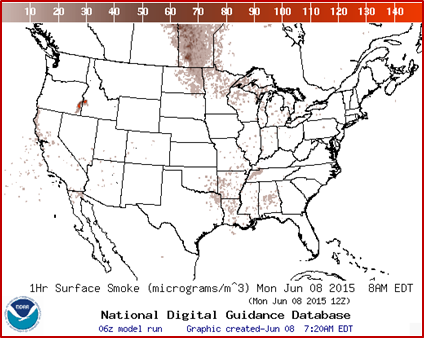 10 20 30 40 50 60 70 80 90 100 110 120 130 140
1Hr Surface Smoke (micrograms/m^3) Mon Jun 08 2015 8AM EDT
(Mon Jun 08 2015 12Z)
National Digital Guidance Database
06z model run Graphic created-Jun 08 7:20AM EDT